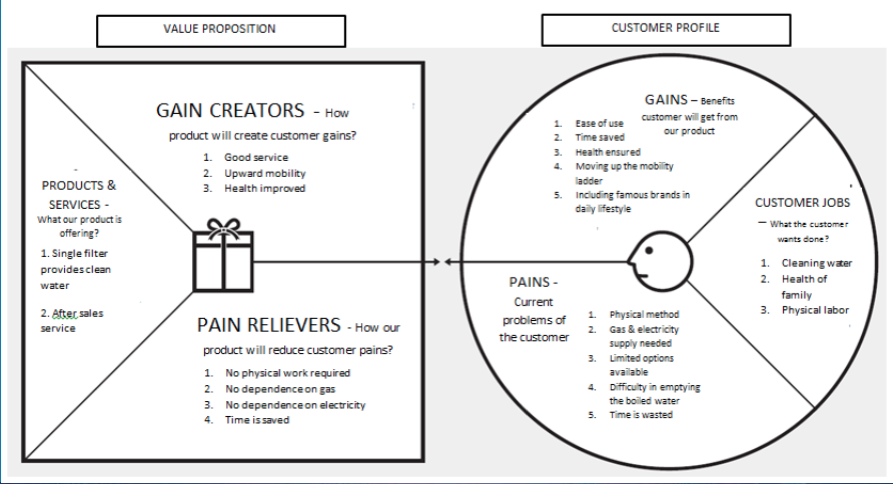 VALUE PROPOSITION
CUSTOMER PROFILE
GAIN CREATORS - How
product will create customer gains?
1. Good service
2. Upward mobility
3. Health improved
PRODUCTS &
SERVICES -
What our product is
offering?
1. Single filter
provides clean
water
2. After sales
service
PAIN RELIEVERS - How our
product will reduce customer pains?
1. No physical work required
2. No dependence on gas
3. No dependence on electricity
4. Time is saved
GAINS – Benefits
customer will get from
our product
1. Ease of use
2. Time saved
3. Health ensured
4. Moving up the mobility
ladder
5. Including famous brands in
daily lifestyle
CUSTOMER JOBS
– What the customer
wants done?
1. Cleaning water
2. Health of
family
3. Physical labor
PAINS -
Current
problems of
the customer
1. Physical method
2. Gas & electricity
supply needed
3. Limited options
available
4. Difficulty in emptying
the boiled water
5. Time is wasted